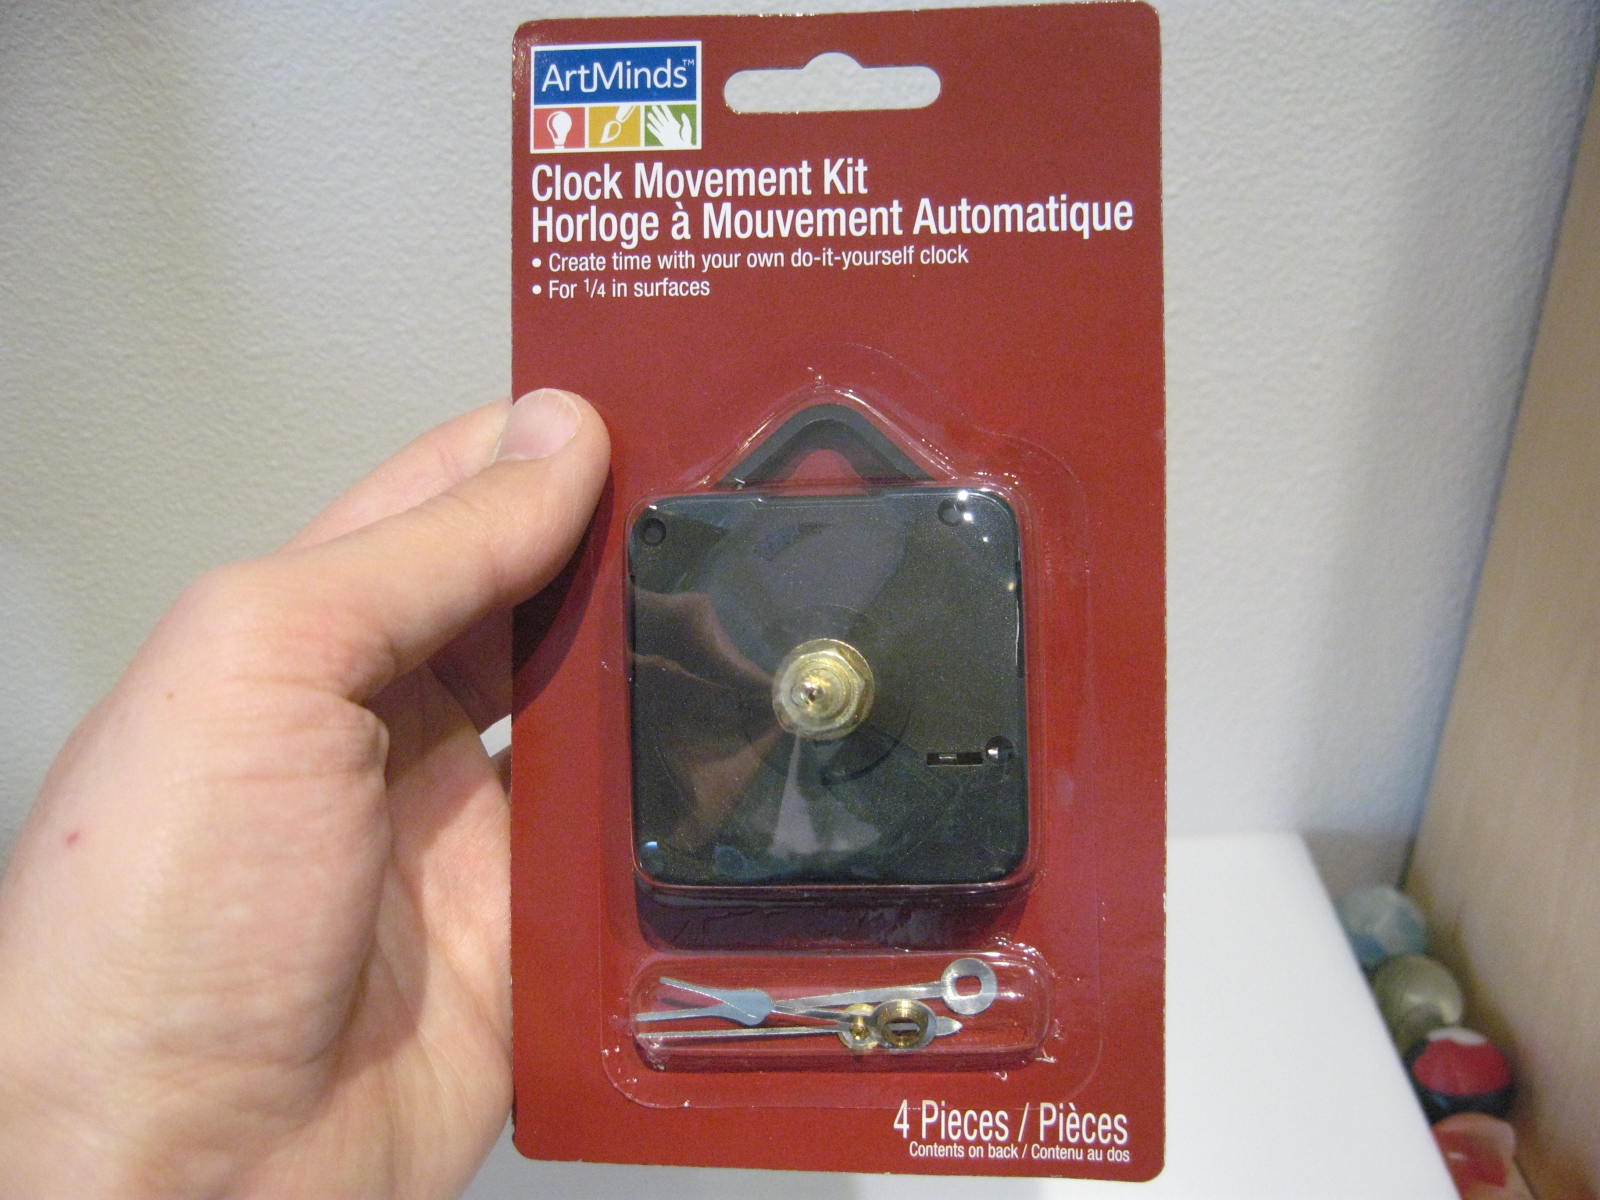 ArtMinds™
Clock Movement Kit
Horloge à Mouvement Automatique
• Create time with your own do-it-yourself clock
• For 1/4 in surfaces
4 Pieces / Pièces
Contents on back / Contenu au dos